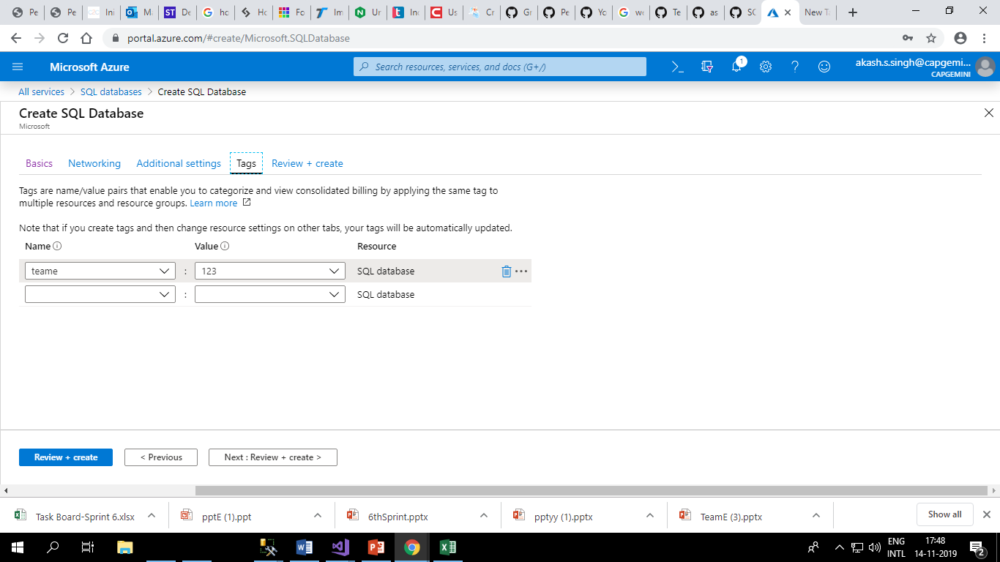 Pe
Pe
Ini
M
De
ho
Ho
Fo
Im
Ur
Inc
Us
Cr
Gr
Pe
Yo
we
Te
as
SC
New T
portal.azure.com/#create/Microsoft.SQLDatabase
Microsoft Azure
Search resources, services, and docs (G+/)
1
akash.s.singh@capgemi...
CAPGEMINI
All services > SQL databases > Create SQL Database
Create SQL Database
Microsoft
Basics Networking Additional settings Tags Review + create
Tags are name/value pairs that enable you to categorize and view consolidated billing by applying the same tag to
multiple resources and resource groups. Learn more
Note that if you create tags and then change resource settings on other tabs, your tags will be automatically updated.
Name Value Resource
teame : 123 SQL database
: SQL database
Review + create < Previous Next : Review + create >
Task Board-Sprint 6.xlsx pptE (1).ppt 6thSprint.pptx pptyy (1).pptx TeamE (3).pptx Show all
ENG 17:48
INTL 14-11-2019 2